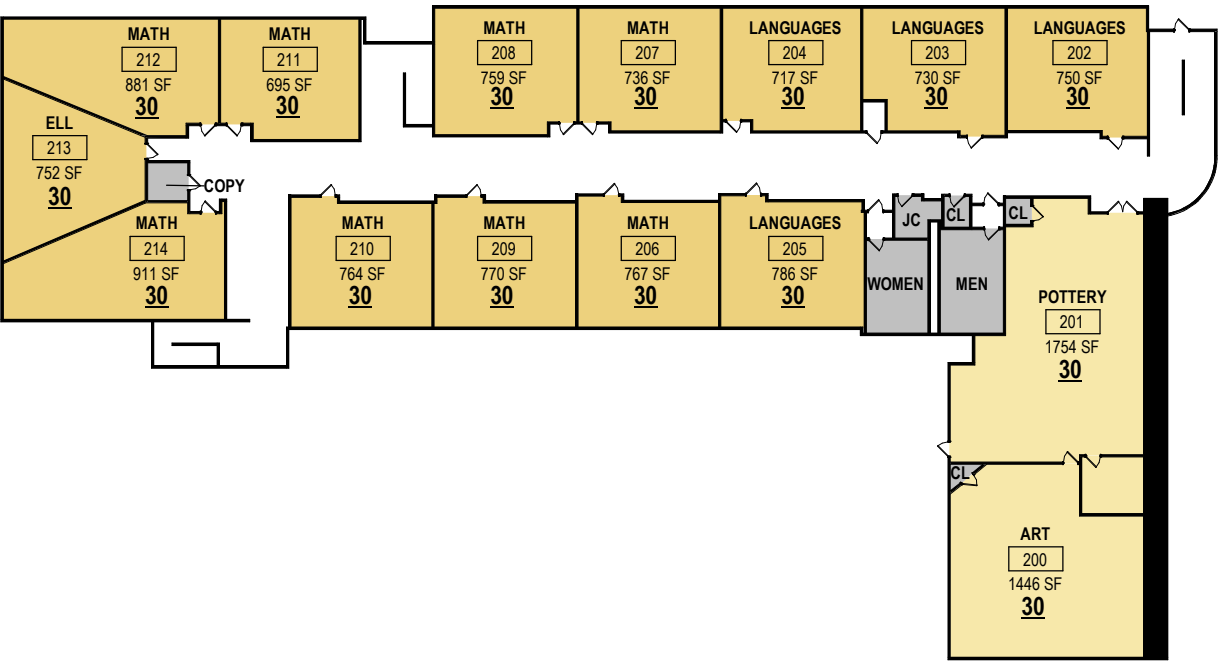 MATH
212
881 SF
30
MATH
211
695 SF
30
MATH
208
759 SF
30
MATH
207
736 SF
30
LANGUAGES
204
717 SF
30
LANGUAGES
203
730 SF
30
LANGUAGES
202
750 SF
30
ELL
213
752 SF
30
COPY
MATH
214
911 SF
30
MATH
210
764 SF
30
MATH
209
770 SF
30
MATH
206
767 SF
30
LANGUAGES
205
786 SF
30
JC
CL
CL
WOMEN
MEN
POTTERY
201
1754 SF
30
CL
ART
200
1446 SF
30